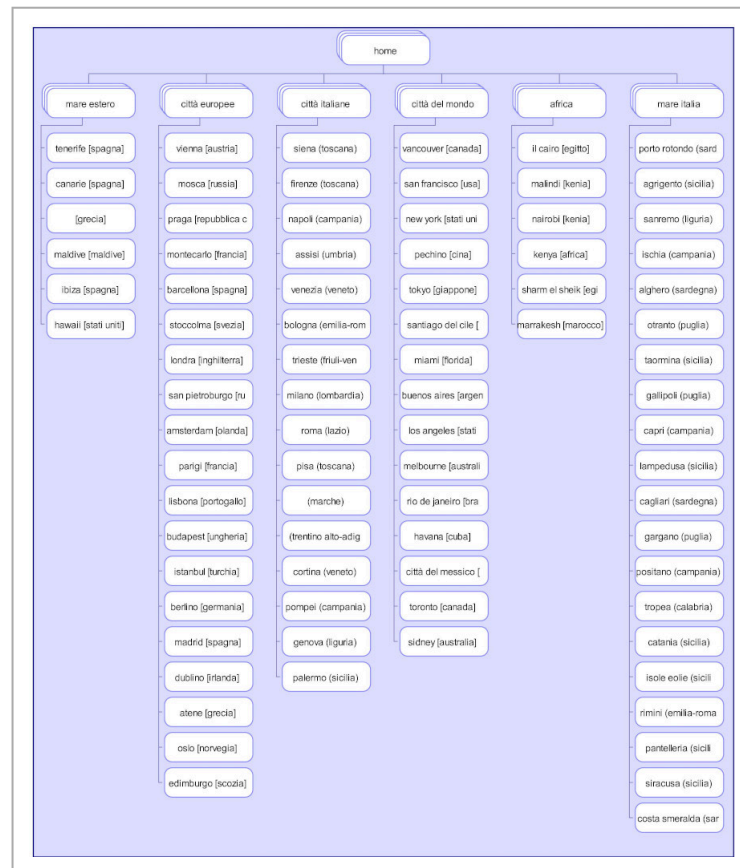 home
mare estero
città europee
città italiane
città del mondo
africa
mare italia
tenerife [spagna]
canarie [spagna]
[grecia]
maldive [maldive]
ibiza [spagna]
hawaii [stati uniti]
vienna [austria]
mosca [russia]
praga [repubblica c
montecarlo [francia]
barcellona [spagna]
stoccolma [svezia]
londra [inghilterra]
san pietroburgo [ru
amsterdam [olanda]
parigi [francia]
lisbona [portogallo]
budapest [ungheria]
istanbul [turchia]
berlino [germania]
madrid [spagna]
dublino [irlanda]
atene [grecia]
oslo [norvegia]
edimburgo [scozia]
siena (toscana)
firenze (toscana)
napoli (campania)
assisi (umbria)
venezia (veneto)
bologna (emilia-rom
trieste (friuli-ven
milano (lombardia)
roma (lazio)
pisa (toscana)
(marche)
(trentino alto-adig
cortina (veneto)
pompei (campania)
genova (liguria)
palermo (sicilia)
vancouver [canada]
san francisco [usa]
new york [stati uni
pechino [cina]
tokyo [giappone]
santiago del cile [
miami [florida]
buenos aires [argen
los angeles [stati
melbourne [australi
rio de janeiro [bra
havana [cuba]
città del messico [
toronto [canada]
sidney [australia]
il cairo [egitto]
malindi [kenia]
nairobi [kenia]
kenya [africa]
sharm el sheik [egi
marrakesh [marocco]
porto rotondo (sard
agrigento (sicilia)
sanremo (liguria)
ischia (campania)
alghero (sardegna)
otranto (puglia)
taormina (sicilia)
gallipoli (puglia)
capri (campania)
lampedusa (sicilia)
cagliari (sardegna)
gargano (puglia)
positano (campania)
tropea (calabria)
catania (sicilia)
isole eolie (sicili
rimini (emilia-roma
pantelleria (sicili
siracusa (sicilia)
costa smeralda (sar